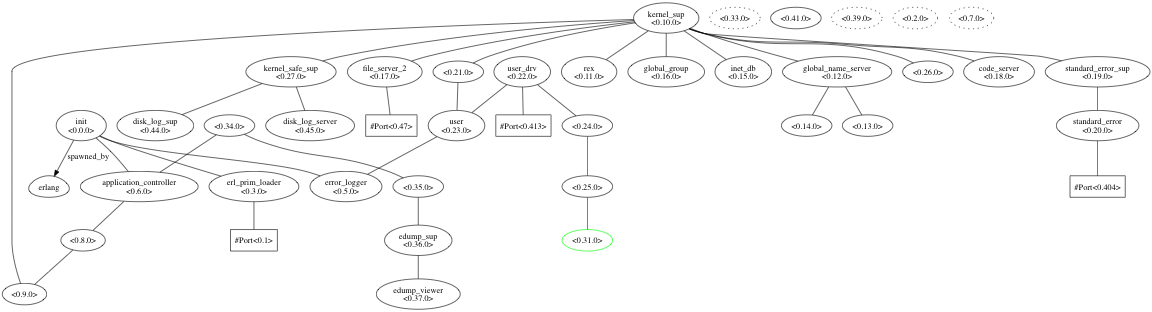 kernel_sup
<0.10.0>
<0.33.0>
<0.41.0>
<0.39.0>
<0.2.0>
<0.7.0>
kernel_safe_sup
<0.27.0>
file_server_2
<0.17.0>
<0.21.0>
user_drv
<0.22.0>
rex
<0.11.0>
global_group
<0.16.0>
inet_db
<0.15.0>
global_name_server
<0.12.0>
<0.26.0>
code_server
<0.18.0>
standard_error_sup
<0.19.0>
init
<0.0.0>
disk_log_sup
<0.44.0>
<0.34.0>
disk_log_server
<0.45.0>
#Port<0.47>
user
<0.23.0>
#Port<0.413>
<0.24.0>
<0.14.0>
<0.13.0>
standard_error
<0.20.0>
spawned_by
erlang
application_controller
<0.6.0>
erl_prim_loader
<0.3.0>
error_logger
<0.5.0>
<0.35.0>
<0.25.0>
#Port<0.404>
<0.8.0>
#Port<0.1>
edump_sup
<0.36.0>
<0.31.0>
<0.9.0>
edump_viewer
<0.37.0>